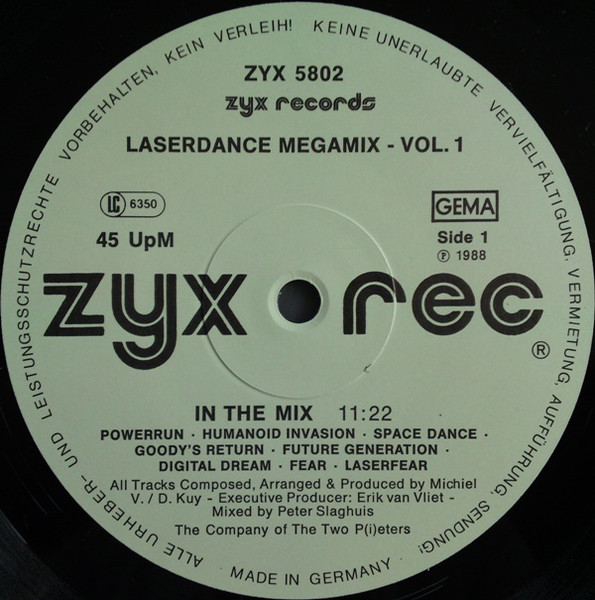 ALLE URHEBER- UND LEISTUNGSSCHUTZRECHTE VORBEHALTEN, KEIN VERLEIH! KEINE UNERLAUBTE VERVIELFÄLTIGUNG, VERMIETUNG, AUFFÜHRUNG, SENDUNG!
ZYX 5802
zyx records
LASERDANCE MEGAMIX - VOL. 1
LC 6350
GEMA
45 UpM
Side 1
℗ 1988
zyx rec
®
IN THE MIX 11:22
POWERRUN · HUMANOID INVASION · SPACE DANCE ·
GOODY'S RETURN · FUTURE GENERATION ·
DIGITAL DREAM · FEAR · LASERFEAR
All Tracks Composed, Arranged & Produced by Michiel
V. / D. Kuy - Executive Producer: Erik van Vliet -
Mixed by Peter Slaghuis
The Company of The Two P(i)eters
· MADE IN GERMANY ·